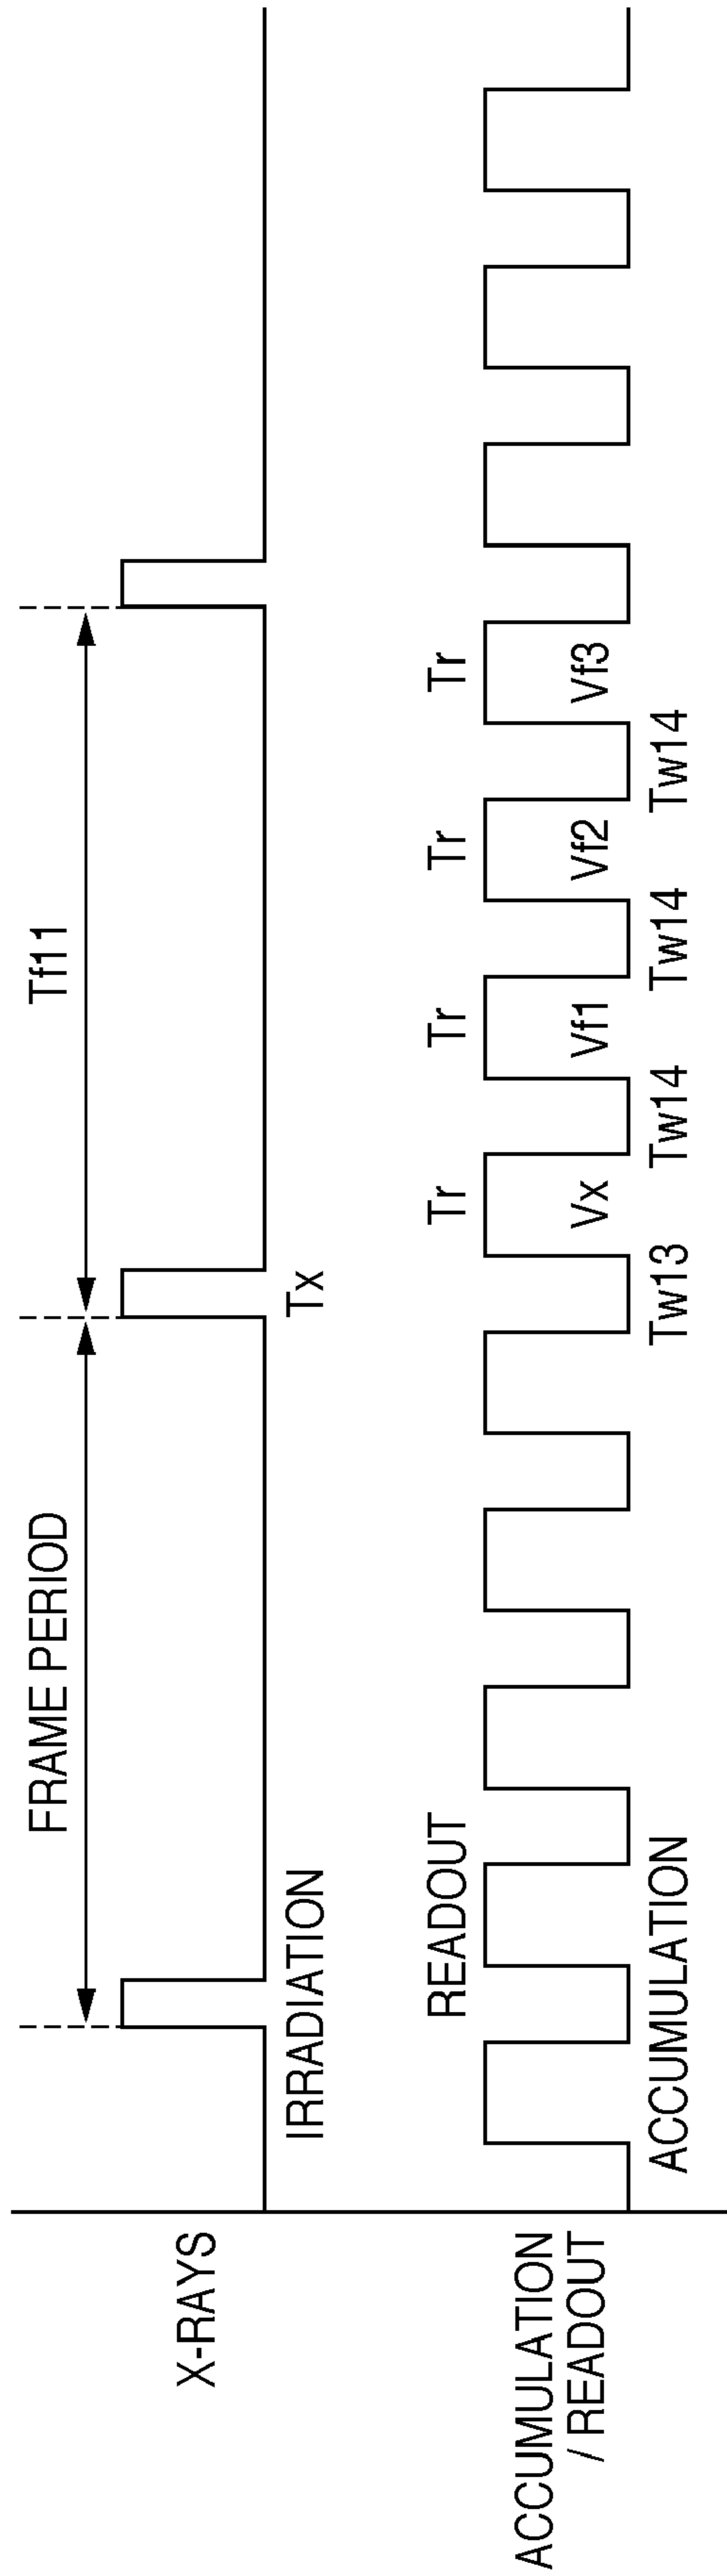 FRAME PERIOD
Tf11
X-RAYS
IRRADIATION
Tx
READOUT
Tr
Tr
Tr
Tr
ACCUMULATION
/ READOUT
Vx
Vf1
Vf2
Vf3
ACCUMULATION
Tw13
Tw14
Tw14
Tw14